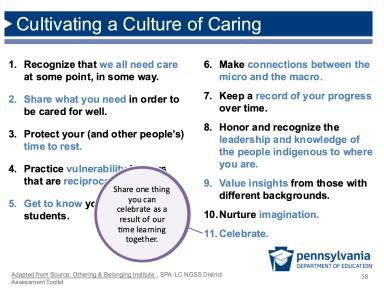 Cultivating a Culture of Caring
1. Recognize that we all need care
at some point, in some way.
2. Share what you need in order to
be cared for well.
3. Protect your (and other people's)
time to rest.
4. Practice vulnerability
that are
5. Get to know
students.
6. Make connections between the
micro and the macro.
7. Keep a record of your progress
over time.
8. Honor and recognize the
leadership and knowledge of
the people indigenous to where
you are.
9. Value insights from those with
different backgrounds.
10. Nurture imagination.
11. Celebrate.
Share one thing
you can
celebrate as a
result of our
time learning
together.
pennsylvania
DEPARTMENT OF EDUCATION
Adapted from Source: Othering & Belonging Institute , SPA-LC NGSS District
Assessment Toolkit
58